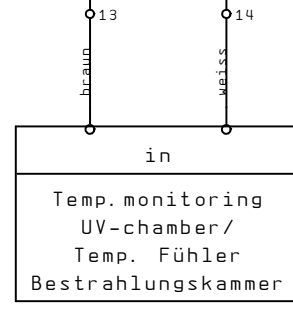 13 14
braun weiss
in
Temp. monitoring
UV-chamber/
Temp. Fühler
Bestrahlungskammer